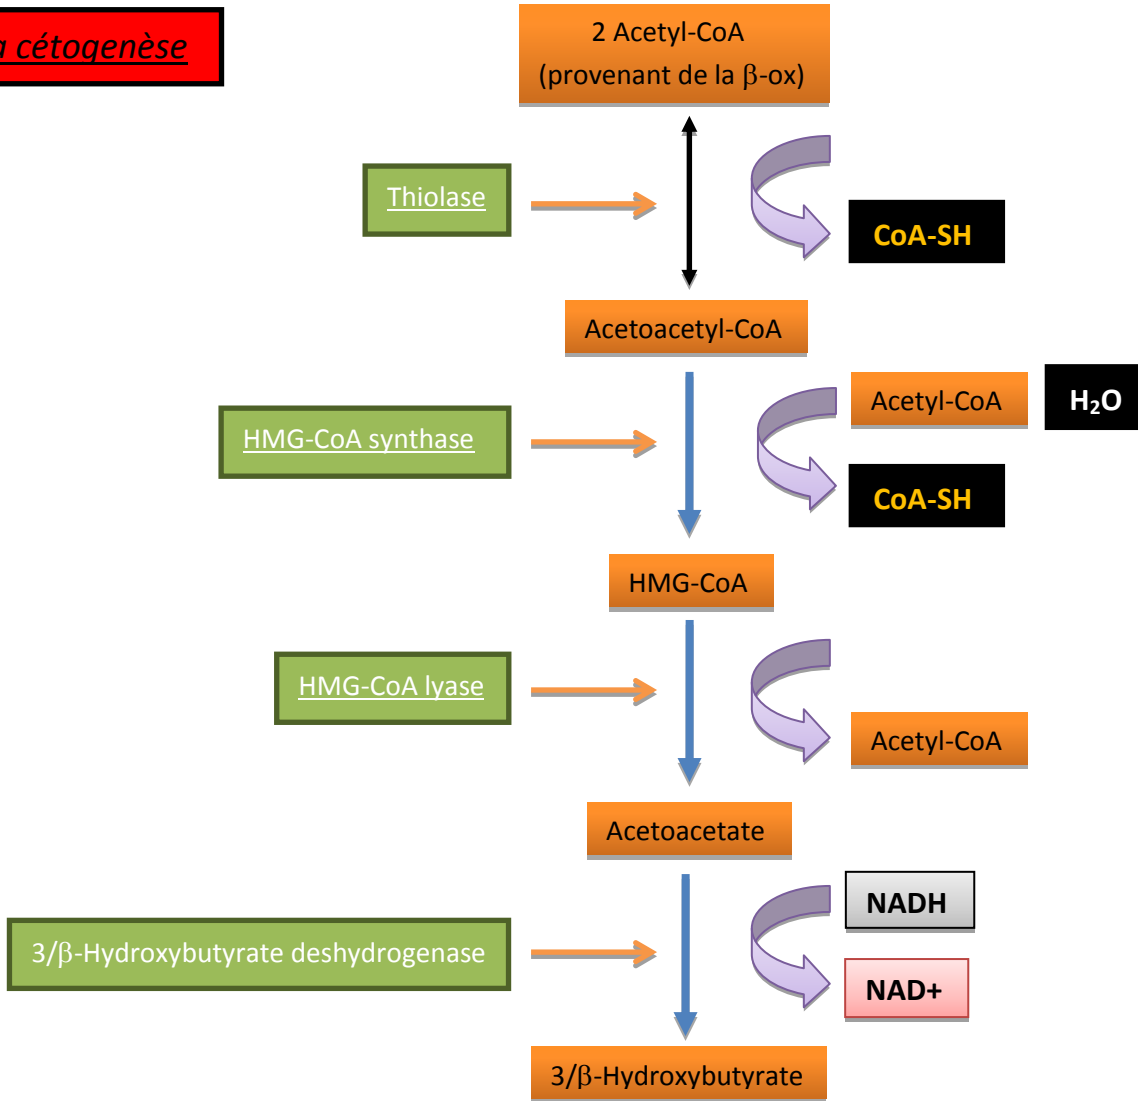 a cétogenèse
2 Acetyl-CoA
(provenant de la β-ox)
Thiolase
CoA-SH
Acetoacetyl-CoA
Acetyl-CoA
H₂O
HMG-CoA synthase
CoA-SH
HMG-CoA
HMG-CoA lyase
Acetyl-CoA
Acetoacetate
NADH
3/β-Hydroxybutyrate deshydrogenase
NAD+
3/β-Hydroxybutyrate